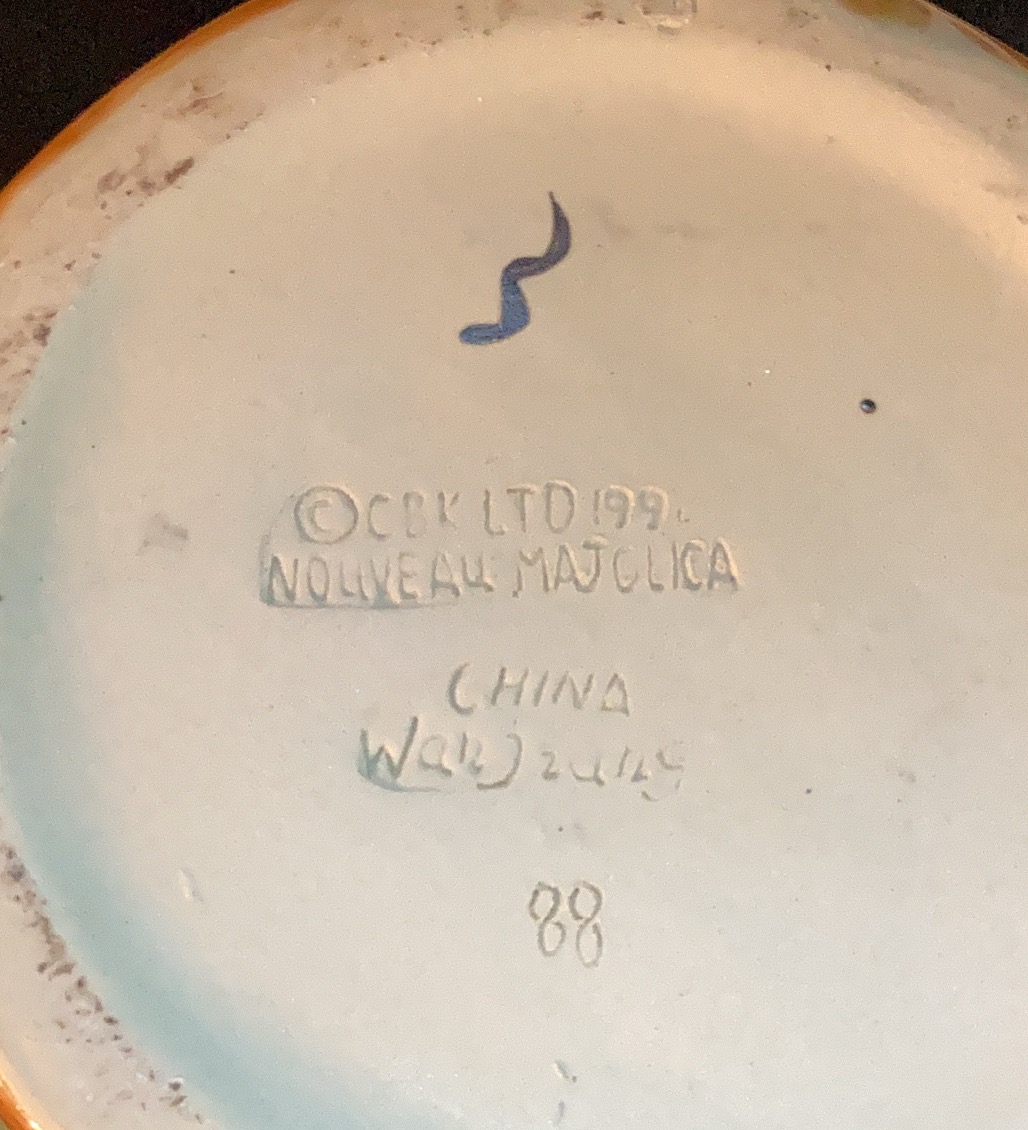 © CBK LTD 199
NOUVEAU MAJOLICA
CHINA
88